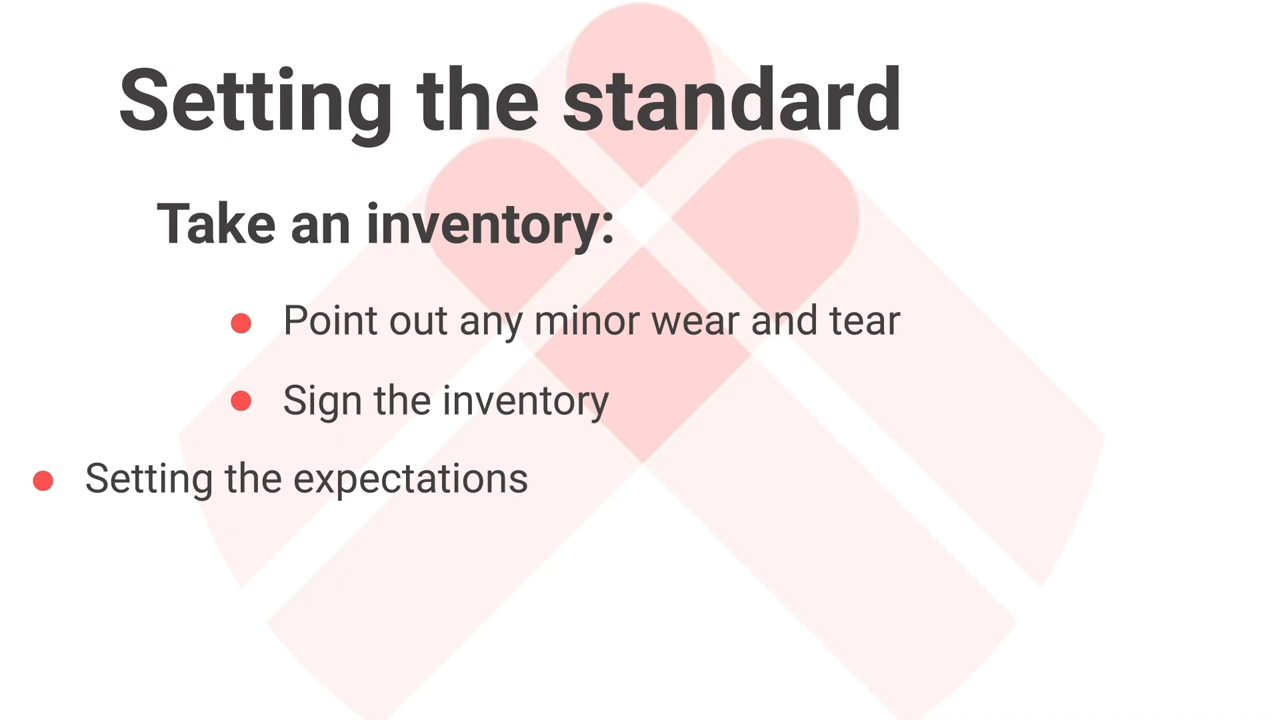 Setting the standard
Take an inventory:
Point out any minor wear and tear
Sign the inventory
Setting the expectations